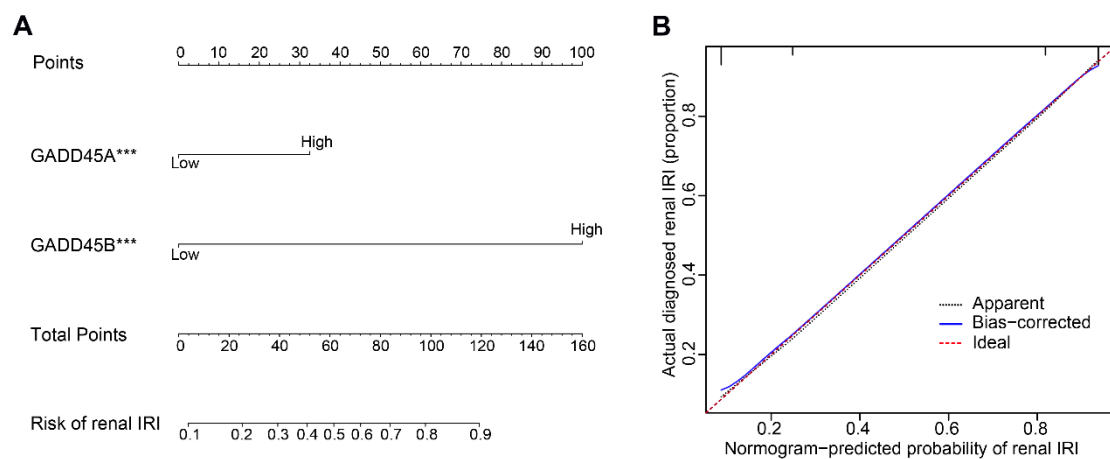 A
Points
0 10 20 30 40 50 60 70 80 90 100
GADD45A***
Low
High
GADD45B***
Low
High
Total Points
0 20 40 60 80 100 120 140 160
Risk of renal IRI
0.1 0.2 0.3 0.4 0.5 0.6 0.7 0.8 0.9
B
Actual diagnosed renal IRI (proportion)
0.8
0.6
0.4
0.2
Apparent
Bias-corrected
Ideal
0.2 0.4 0.6 0.8
Normogram-predicted probability of renal IRI